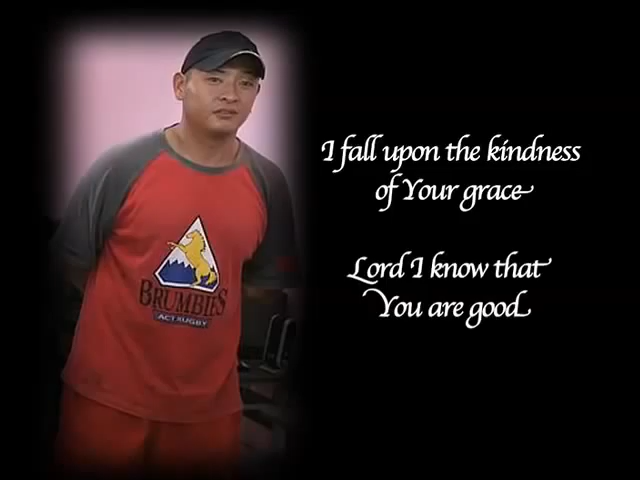 BRUMBIES
ACT RUGBY
I fall upon the kindness
of Your grace
Lord I know that
You are good